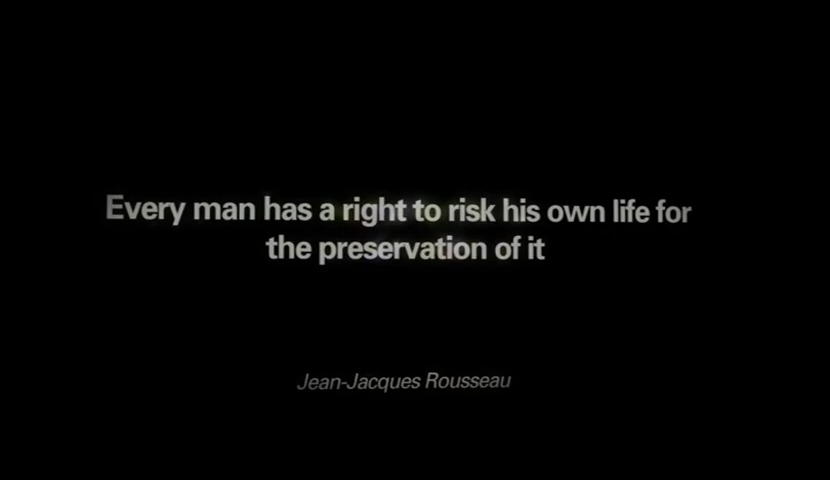 Every man has a right to risk his own life for
the preservation of it
Jean-Jacques Rousseau